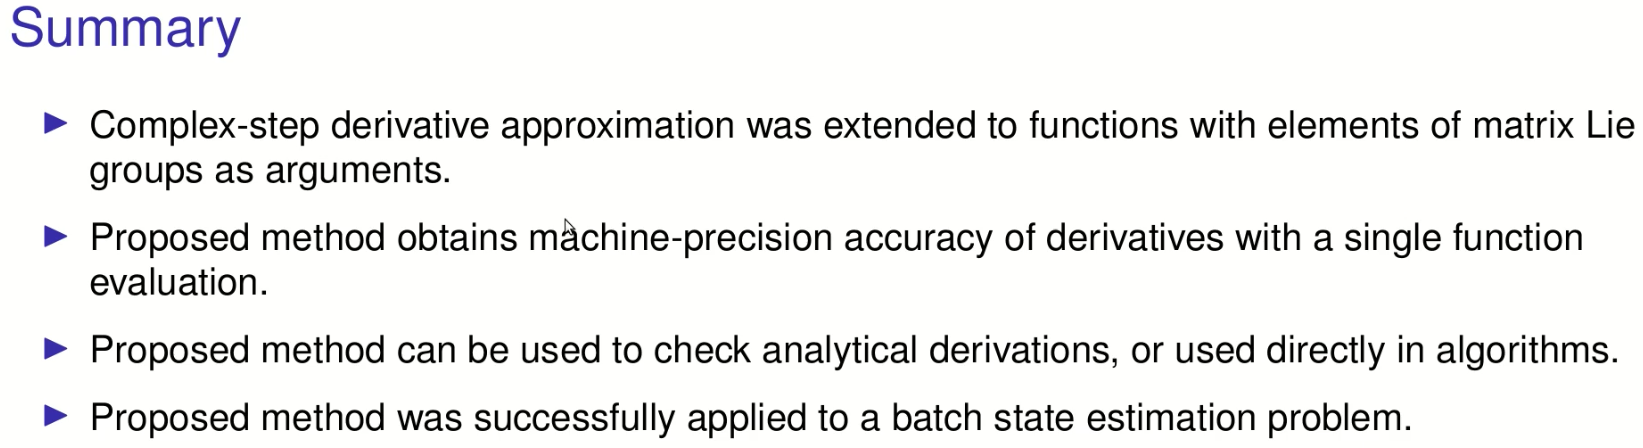 Summary
Complex-step derivative approximation was extended to functions with elements of matrix Lie
groups as arguments.
Proposed method obtains machine-precision accuracy of derivatives with a single function
evaluation.
Proposed method can be used to check analytical derivations, or used directly in algorithms.
Proposed method was successfully applied to a batch state estimation problem.